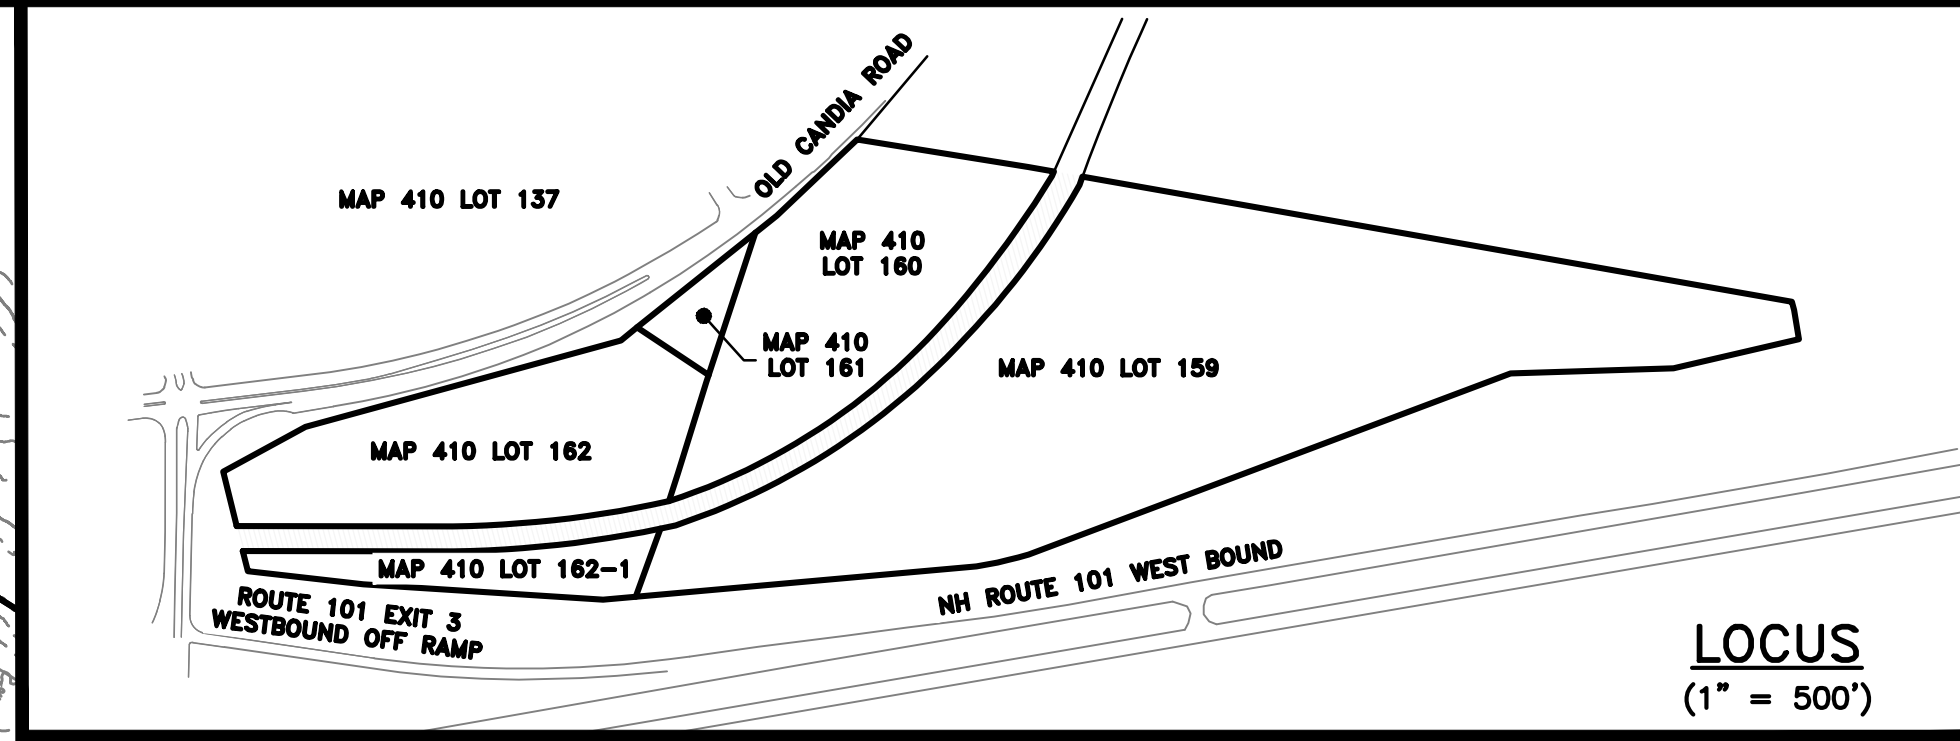 OLD CANDIA ROAD
MAP 410 LOT 137
MAP 410
LOT 160
MAP 410
LOT 161
MAP 410 LOT 159
MAP 410 LOT 162
MAP 410 LOT 162-1
ROUTE 101 EXIT 3
WESTBOUND OFF RAMP
NH ROUTE 101 WEST BOUND
LOCUS
(1" = 500')